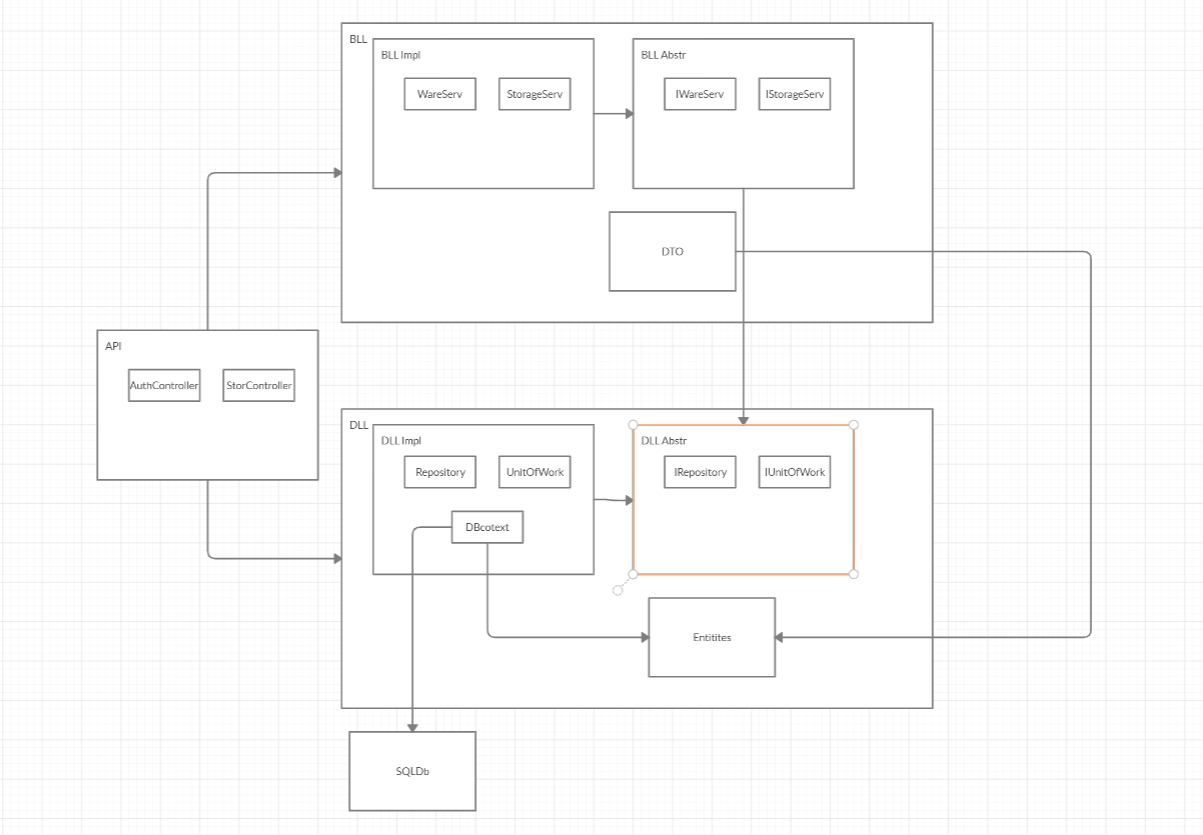 BLL
BLL Impl
WareServ
StorageServ
BLL Abstr
IWareServ
IStorageServ
DTO
API
AuthController
StorController
DLL
DLL Impl
Repository
UnitOfWork
DBcotext
DLL Abstr
IRepository
IUnitOfWork
Entitites
SQLDb